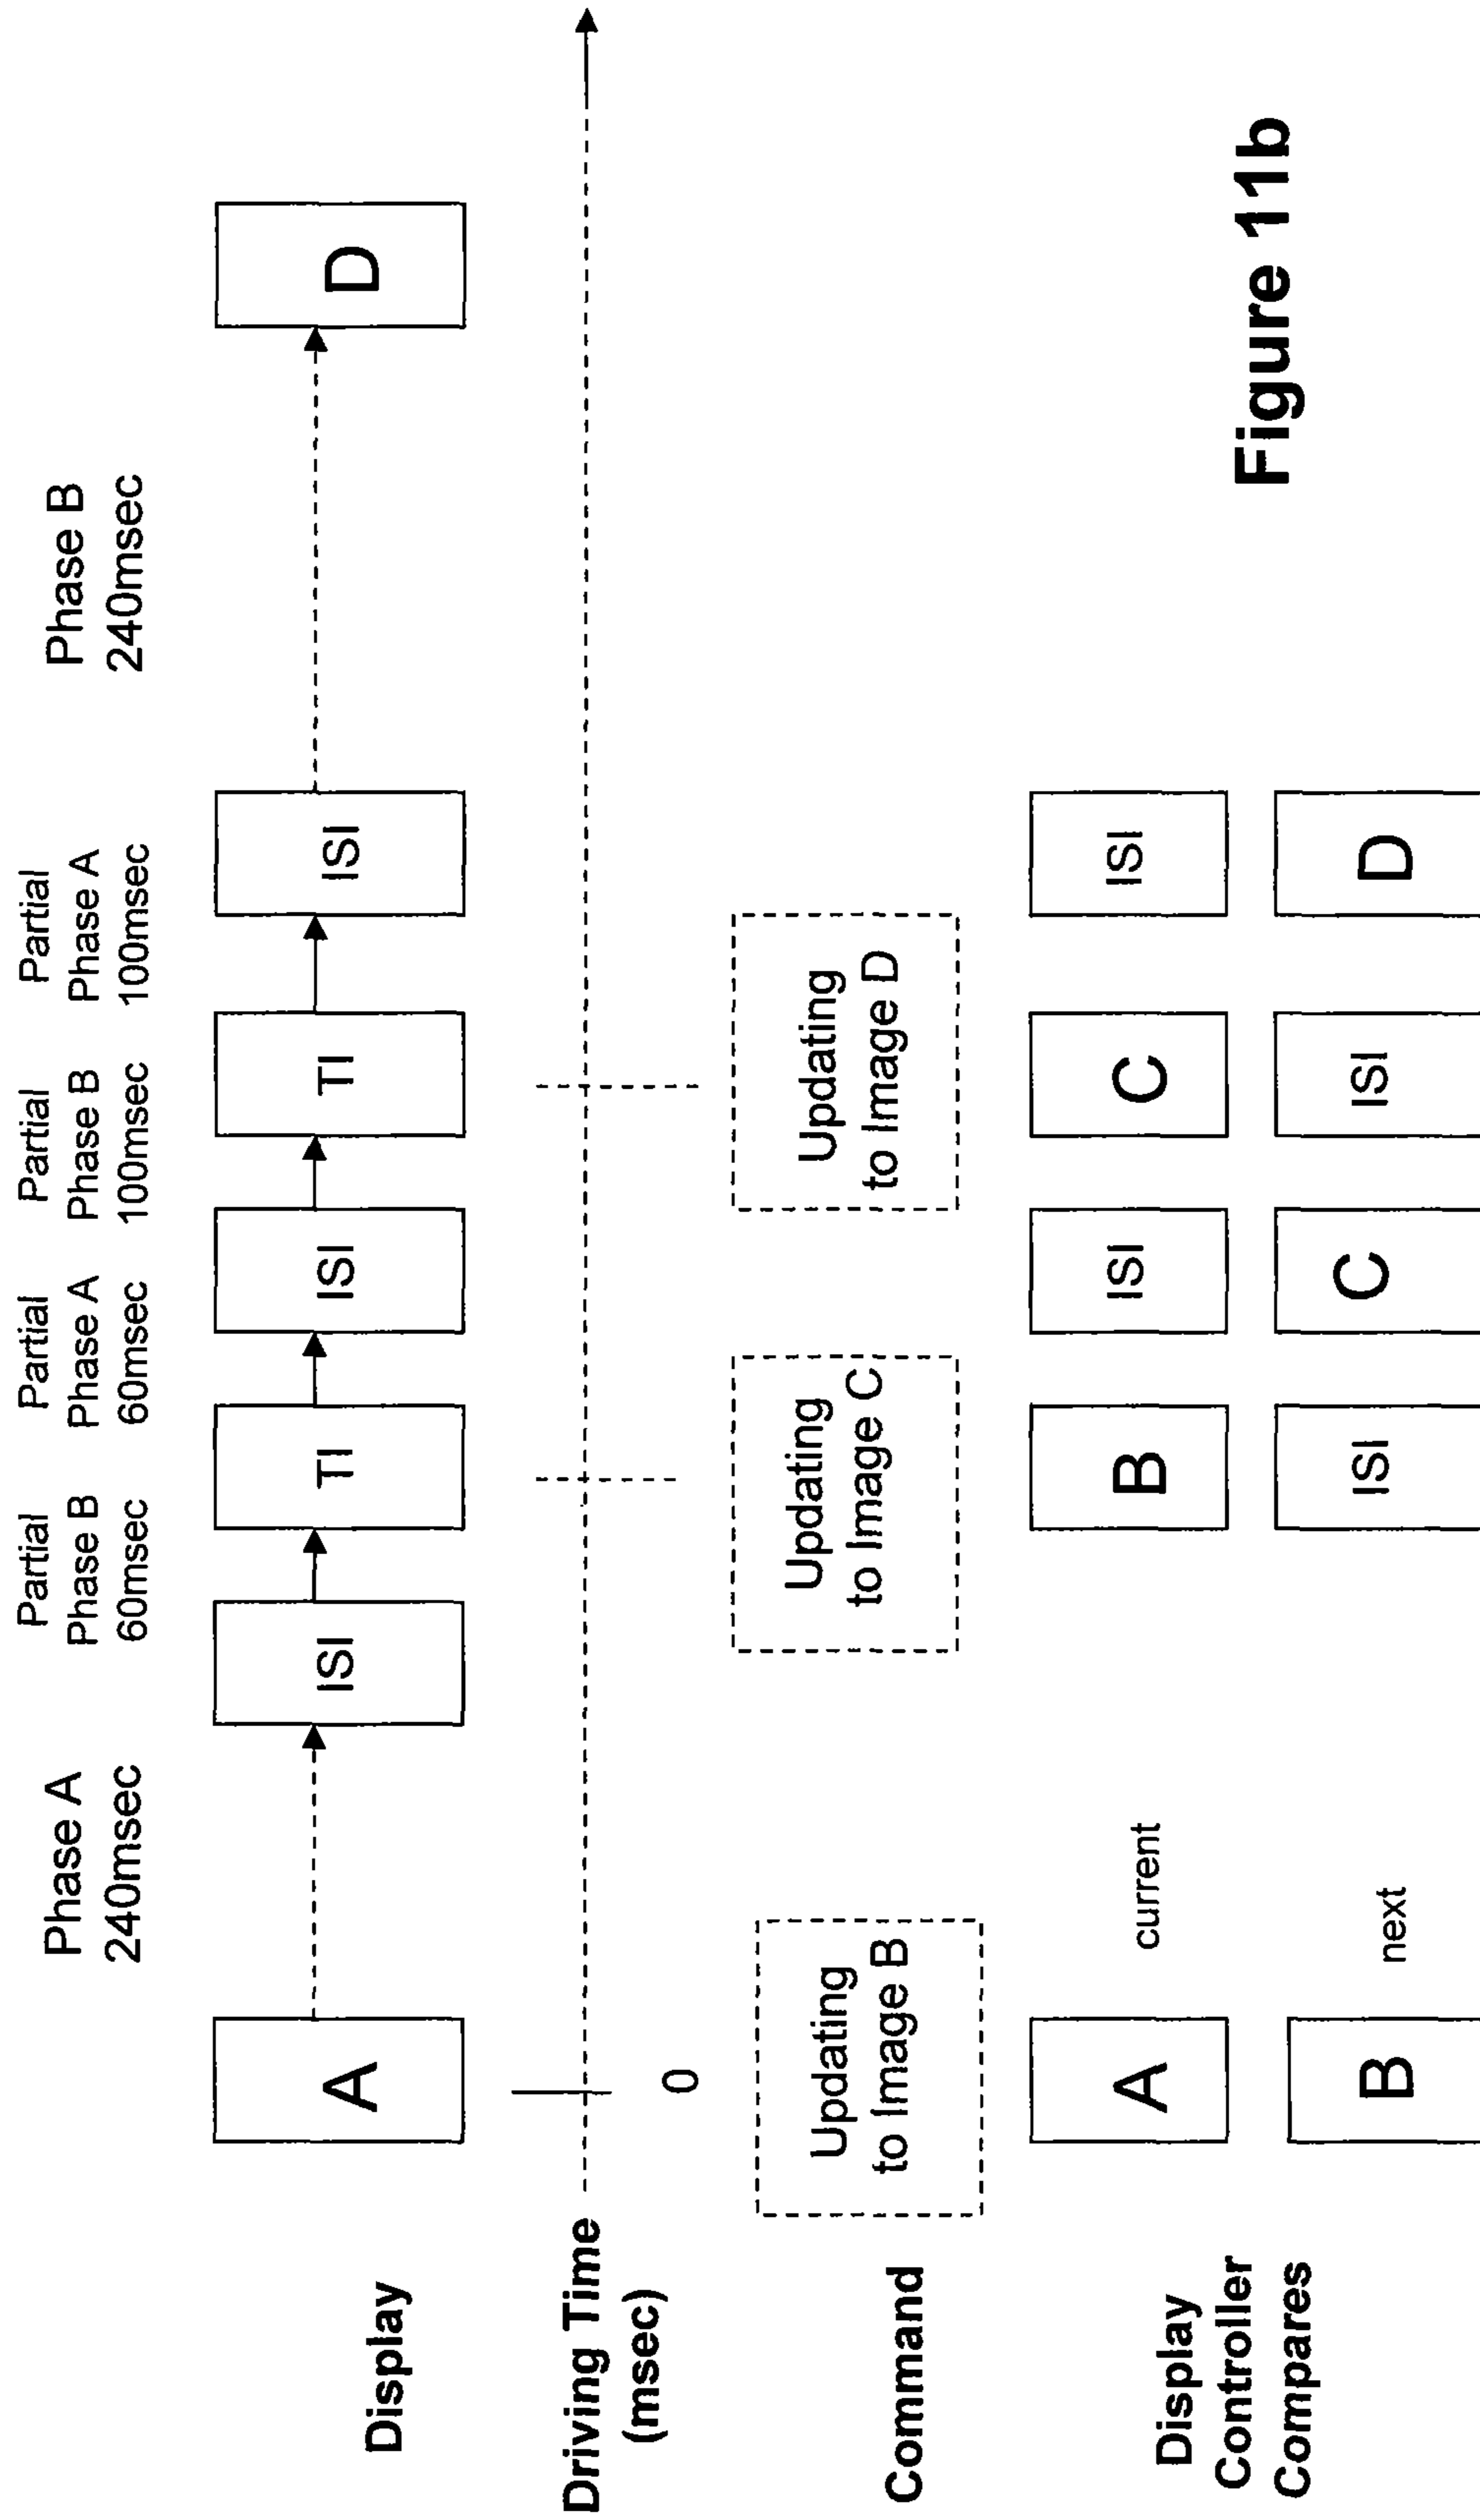 Phase A
240msec
Partial
Phase B
60msec
Partial
Phase A
60msec
Partial
Phase B
100msec
Partial
Phase A
100msec
Phase B
240msec
Display
A
ISI
TI
ISI
TI
ISI
D
Driving Time
(msec)
0
Command
Updating
to Image B
Updating
to Image C
Updating
to Image D
Display
Controller
Compares
A
current
B
ISI
C
ISI
B
next
ISI
C
ISI
D
Figure 11b